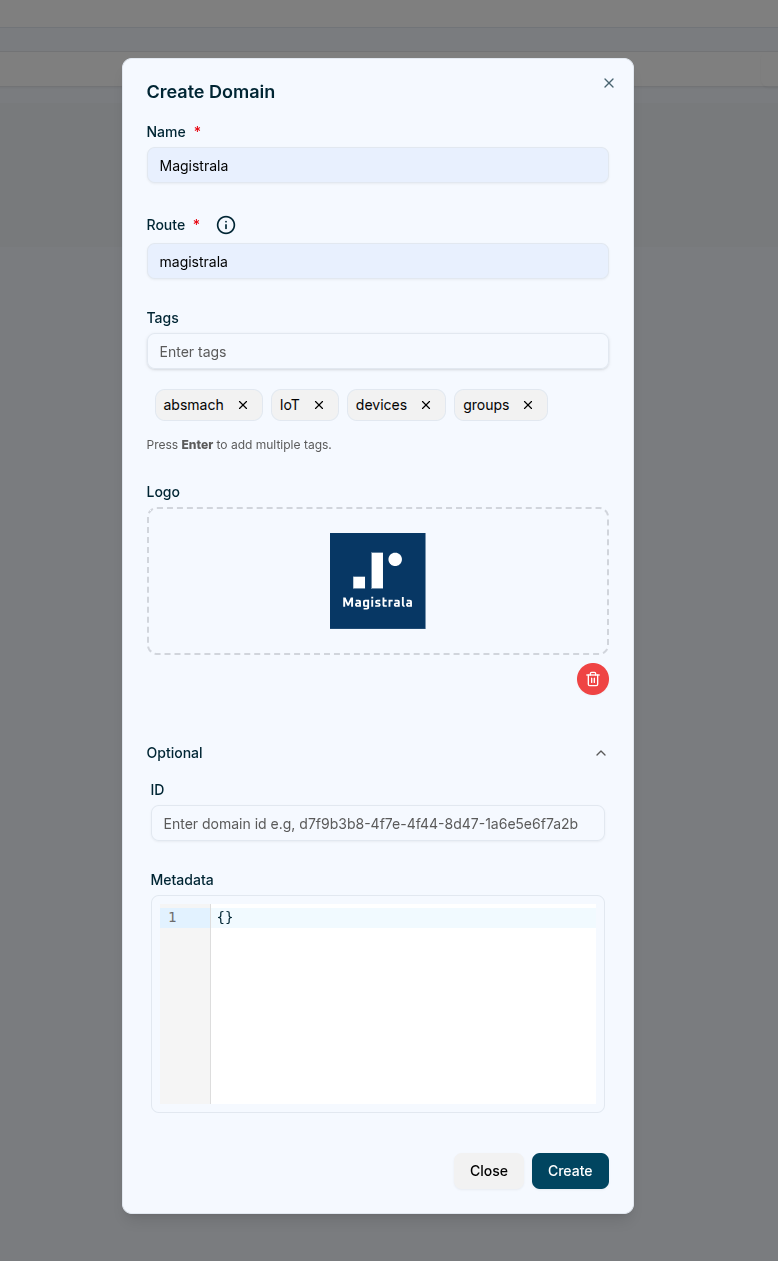 Create Domain
Name *
Magistrala
Route *
magistrala
Tags
Enter tags
absmach IoT devices groups
Press Enter to add multiple tags.
Logo
Magistrala
Optional
ID
Enter domain id e.g, d7f9b3b8-4f7e-4f44-8d47-1a6e5e6f7a2b
Metadata
1 {}
Close Create